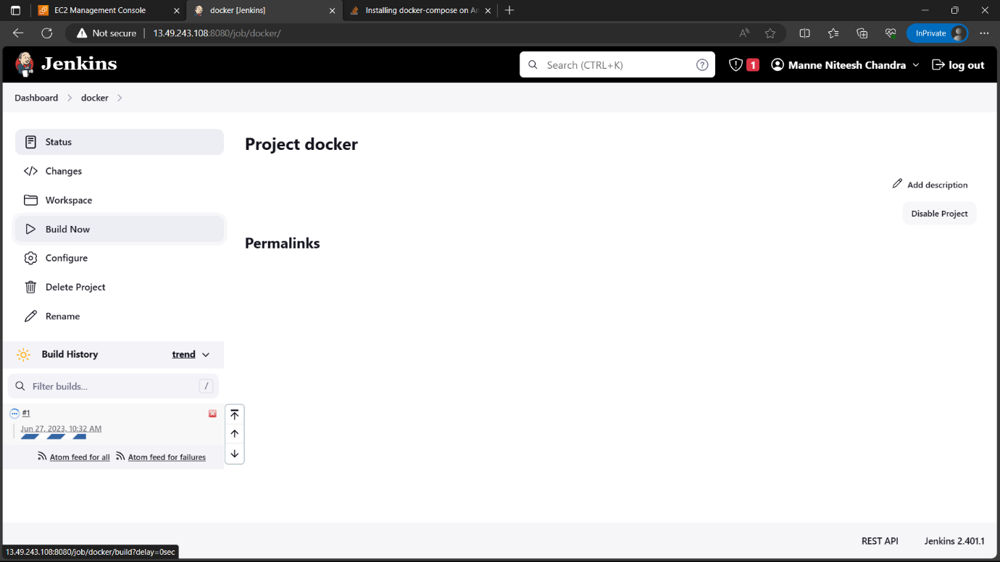 EC2 Management Console
docker [Jenkins]
Installing docker-compose on An
Not secure
13.49.243.108:8080/job/docker/
InPrivate
Jenkins
Search (CTRL+K)
?
1
Manne Niteesh Chandra
log out
Dashboard
docker
Status
Changes
Workspace
Build Now
Configure
Delete Project
Rename
Project docker
Add description
Disable Project
Permalinks
Build History
trend
Filter builds...
/
#1
Jun 27, 2023, 10:32 AM
Atom feed for all
Atom feed for failures
REST API
Jenkins 2.401.1
13.49.243.108:8080/job/docker/build?delay=0sec